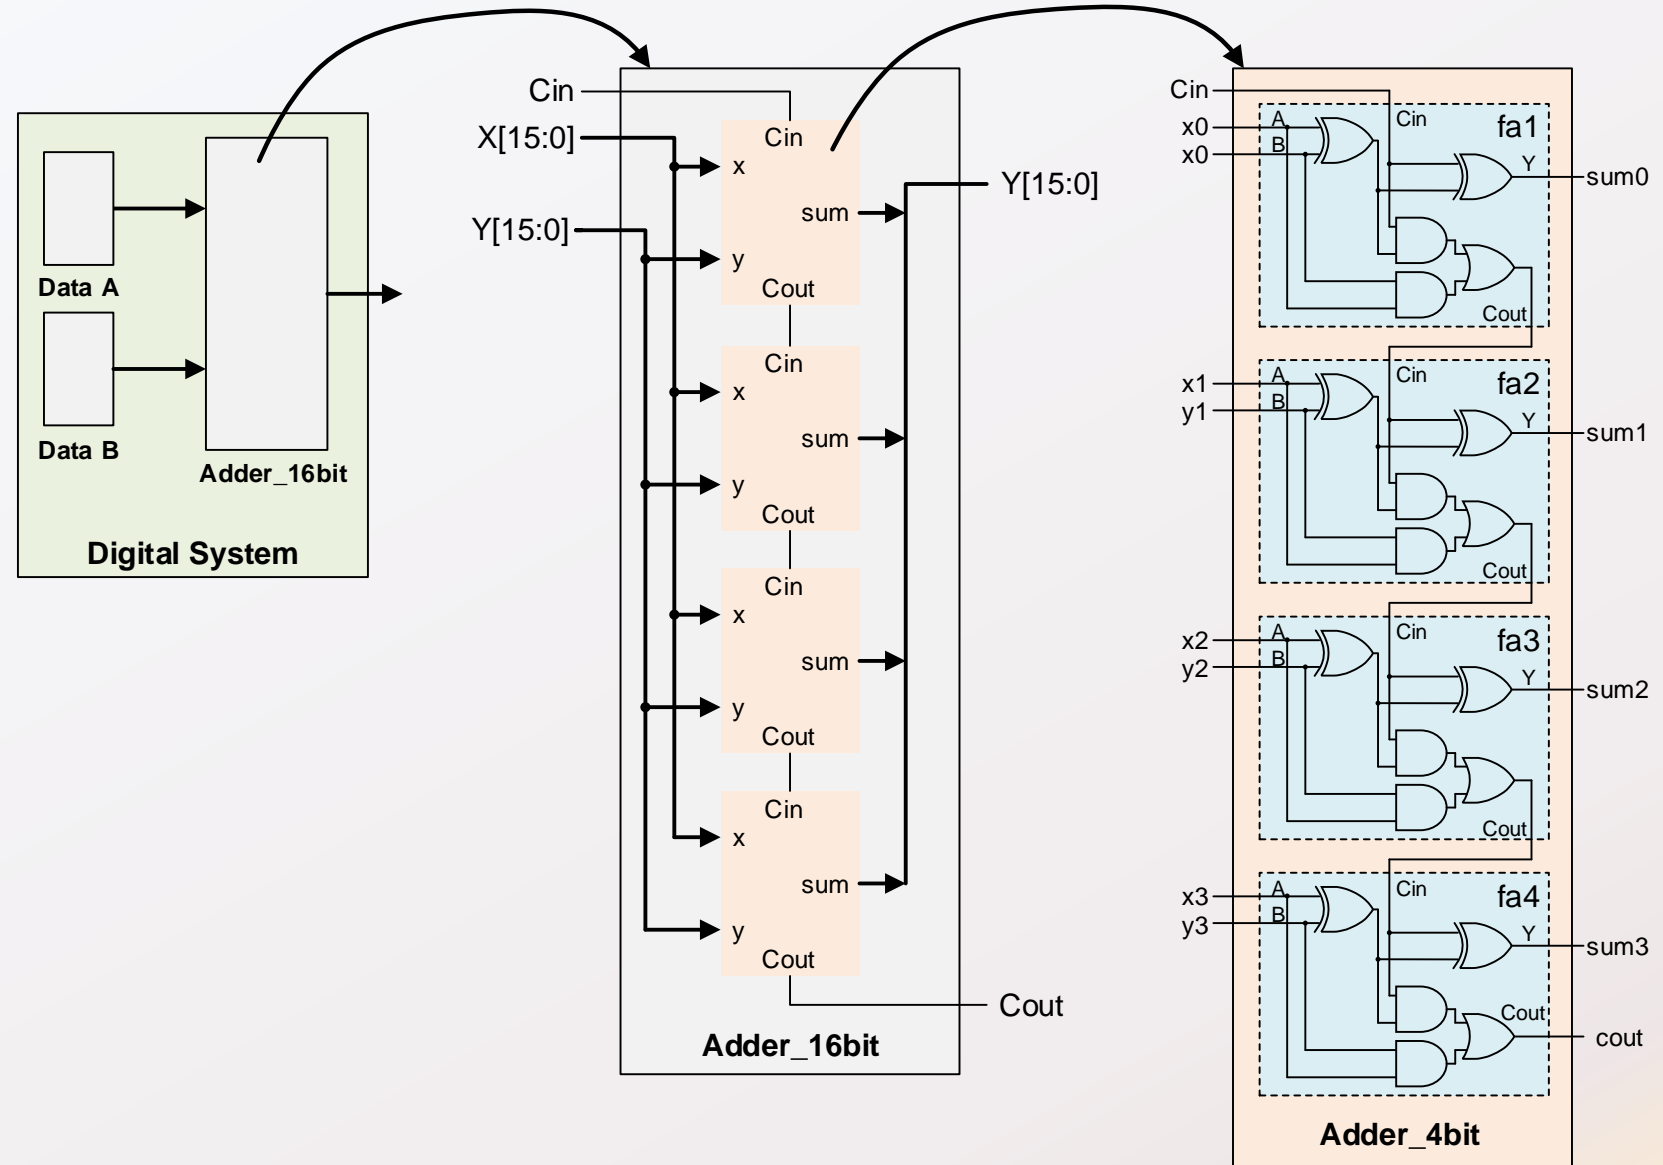 Data A
Data B
Adder_16bit
Digital System
Cin
X[15:0]
Y[15:0]
Cin
x
sum
y
Cout
Cin
x
sum
y
Cout
Cin
x
sum
y
Cout
Cin
x
sum
y
Cout
Y[15:0]
Cout
Adder_16bit
Cin
x0
x0
A
B
Cin
fa1
Y
Cout
sum0
x1
y1
A
B
Cin
fa2
Y
Cout
sum1
x2
y2
A
B
Cin
fa3
Y
Cout
sum2
x3
y3
A
B
Cin
fa4
Y
Cout
sum3
cout
Adder_4bit